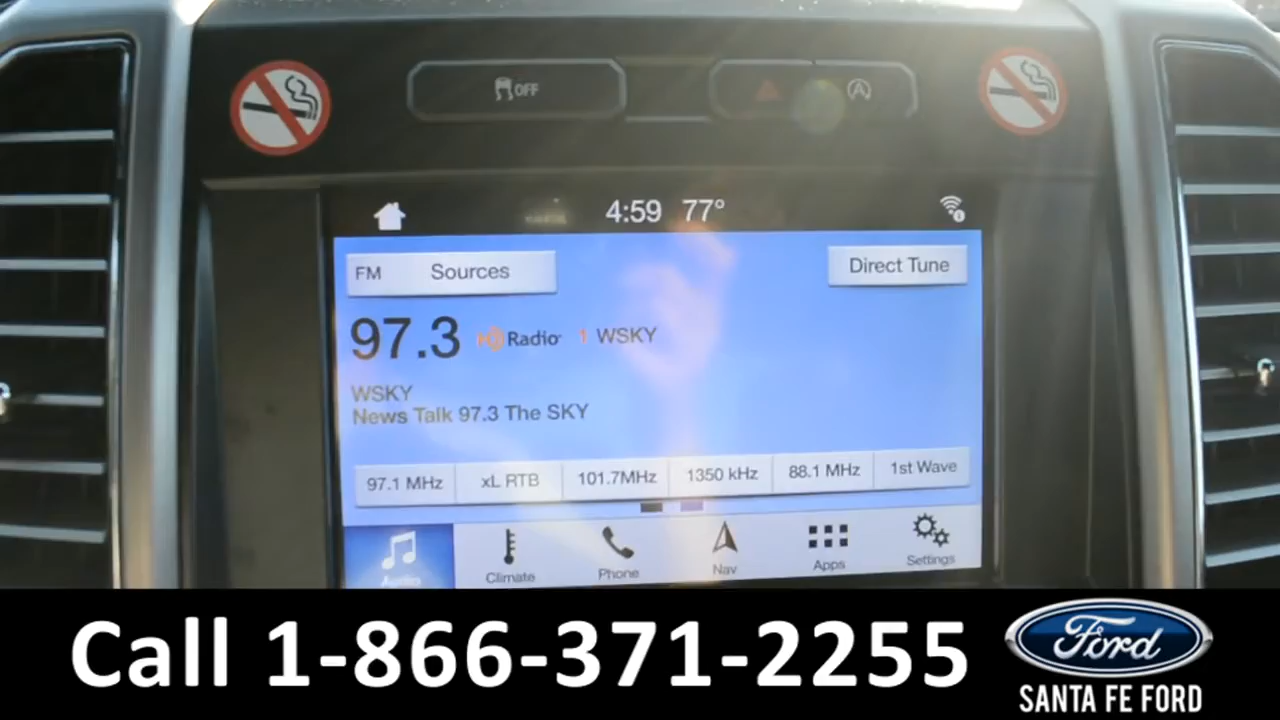 OFF
4:59 77°
FM Sources
Direct Tune
97.3 HD Radio 1 WSKY
WSKY
News Talk 97.3 The SKY
97.1 MHz xL RTB 101.7MHz 1350 kHz 88.1 MHz 1st Wave
Audio Climate Phone Nav Apps Settings
Call 1-866-371-2255
Ford
SANTA FE FORD